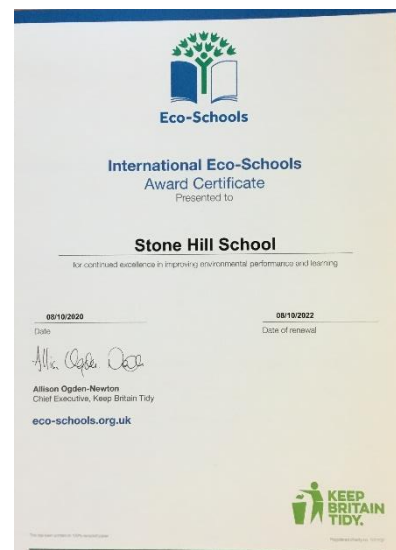 Eco-Schools
International Eco-Schools
Award Certificate
Presented to
Stone Hill School
for continued excellence in improving environmental performance and learning
08/10/2020
08/10/2022
Date
Date of renewal
Allison Ogden-Newton
Chief Executive, Keep Britain Tidy
eco-schools.org.uk
KEEP
BRITAIN
TIDY.